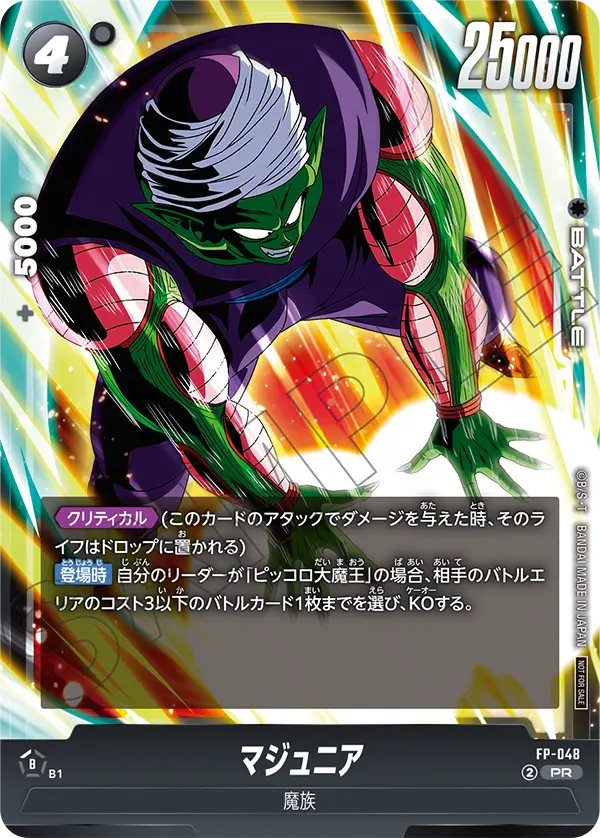 4
25000
+ 5000
BATTLE
SAMPLE
クリティカル (このカードのアタックでダメージを与えた時、そのラ
イフはドロップに置かれる)
登場時 自分のリーダーが「ピッコロ大魔王」の場合、相手のバトルエ
リアのコスト3以下のバトルカード1枚までを選び、KOする。
©B・S・T BANDAI MADE IN JAPAN
NOT FOR SALE
マジュニア
FP-048
B B1
② PR
魔族